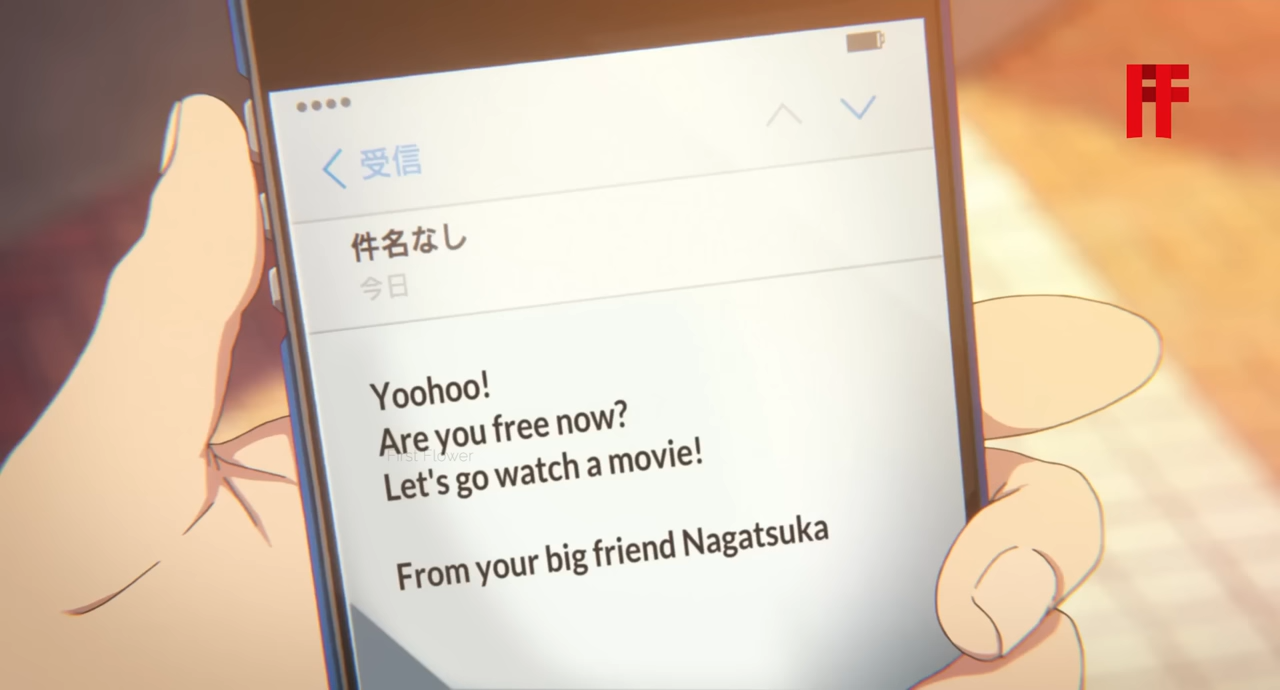 受信
件名なし
今日
Yoohoo!
Are you free now?
First Flower
Let's go watch a movie!
From your big friend Nagatsuka